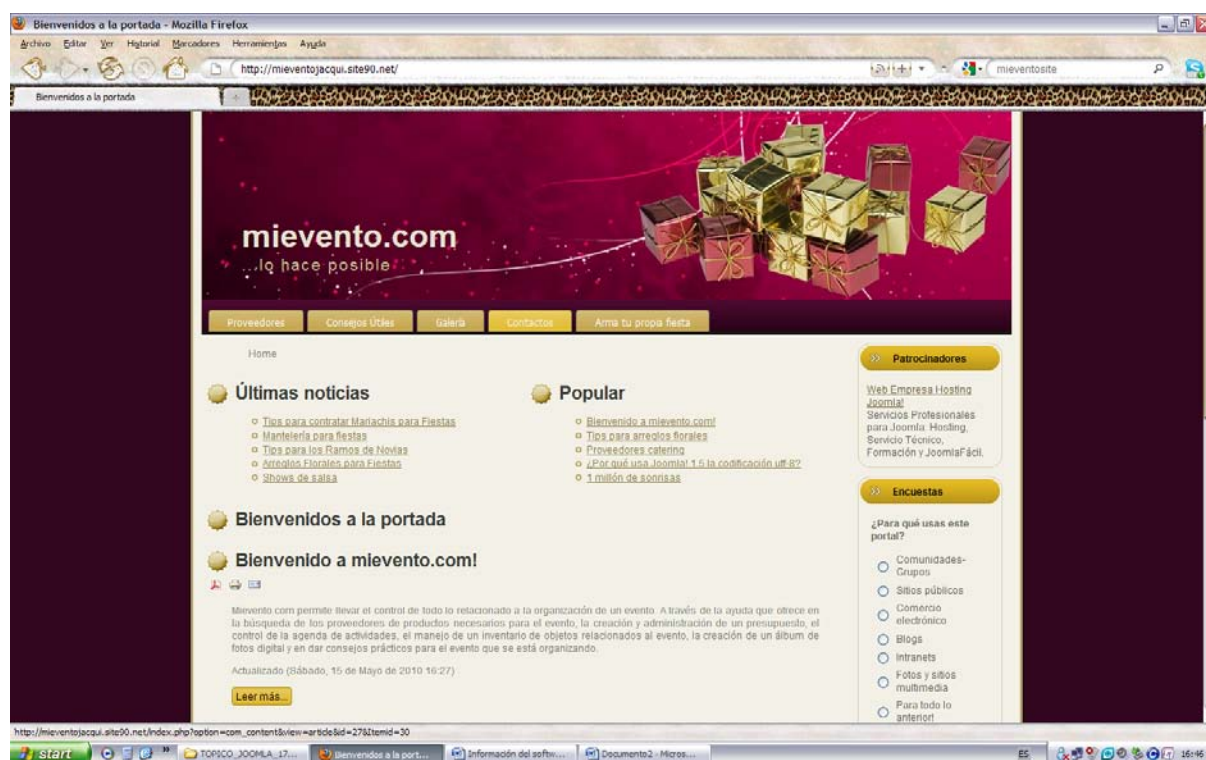 Bienvenidos a la portada - Mozilla Firefox
Archivo Editar Ver Historial Marcadores Herramientas Ayuda
http://mieventojacqui.site90.net/
mieventosite
Bienvenidos a la portada
mievento.com
...lo hace posible
Proveedores Consejos Útiles Galería Contactos Arma tu propia fiesta
Home
Últimas noticias
Tips para contratar Mariachis para Fiestas
Mantelería para fiestas
Tips para los Ramos de Novias
Arreglos Florales para Fiestas
Shows de salsa
Popular
Bienvenido a mievento.com!
Tips para arreglos florales
Proveedores catering
¿Por qué usa Joomla! 1.5 la codificación utf-8?
1 millón de sonrisas
Bienvenidos a la portada
Bienvenido a mievento.com!
Mievento.com permite llevar el control de todo lo relacionado a la organización de un evento. A través de la ayuda que ofrece en
la búsqueda de los proveedores de productos necesarios para el evento, la creación y administración de un presupuesto, el
control de la agenda de actividades, el manejo de un inventario de objetos relacionados al evento, la creación de un álbum de
fotos digital y en dar consejos prácticos para el evento que se está organizando.
Actualizado (Sábado, 15 de Mayo de 2010 16:27)
Leer más...
Patrocinadores
Web Empresa Hosting
Joomla!
Servicios Profesionales
para Joomla. Hosting,
Servicio Técnico,
Formación y JoomlaFácil.
Encuestas
¿Para qué usas este
portal?
Comunidades-
Grupos
Sitios públicos
Comercio
electrónico
Blogs
Intranets
Fotos y sitios
multimedia
Para todo lo
anterior!
http://mieventojacqui.site90.net/index.php?option=com_content&view=article&id=27&Itemid=30
start
TOPICO_JOOMLA_17...
Bienvenidos a la port...
Información del softw...
Documento2 - Micros...
ES
16:46